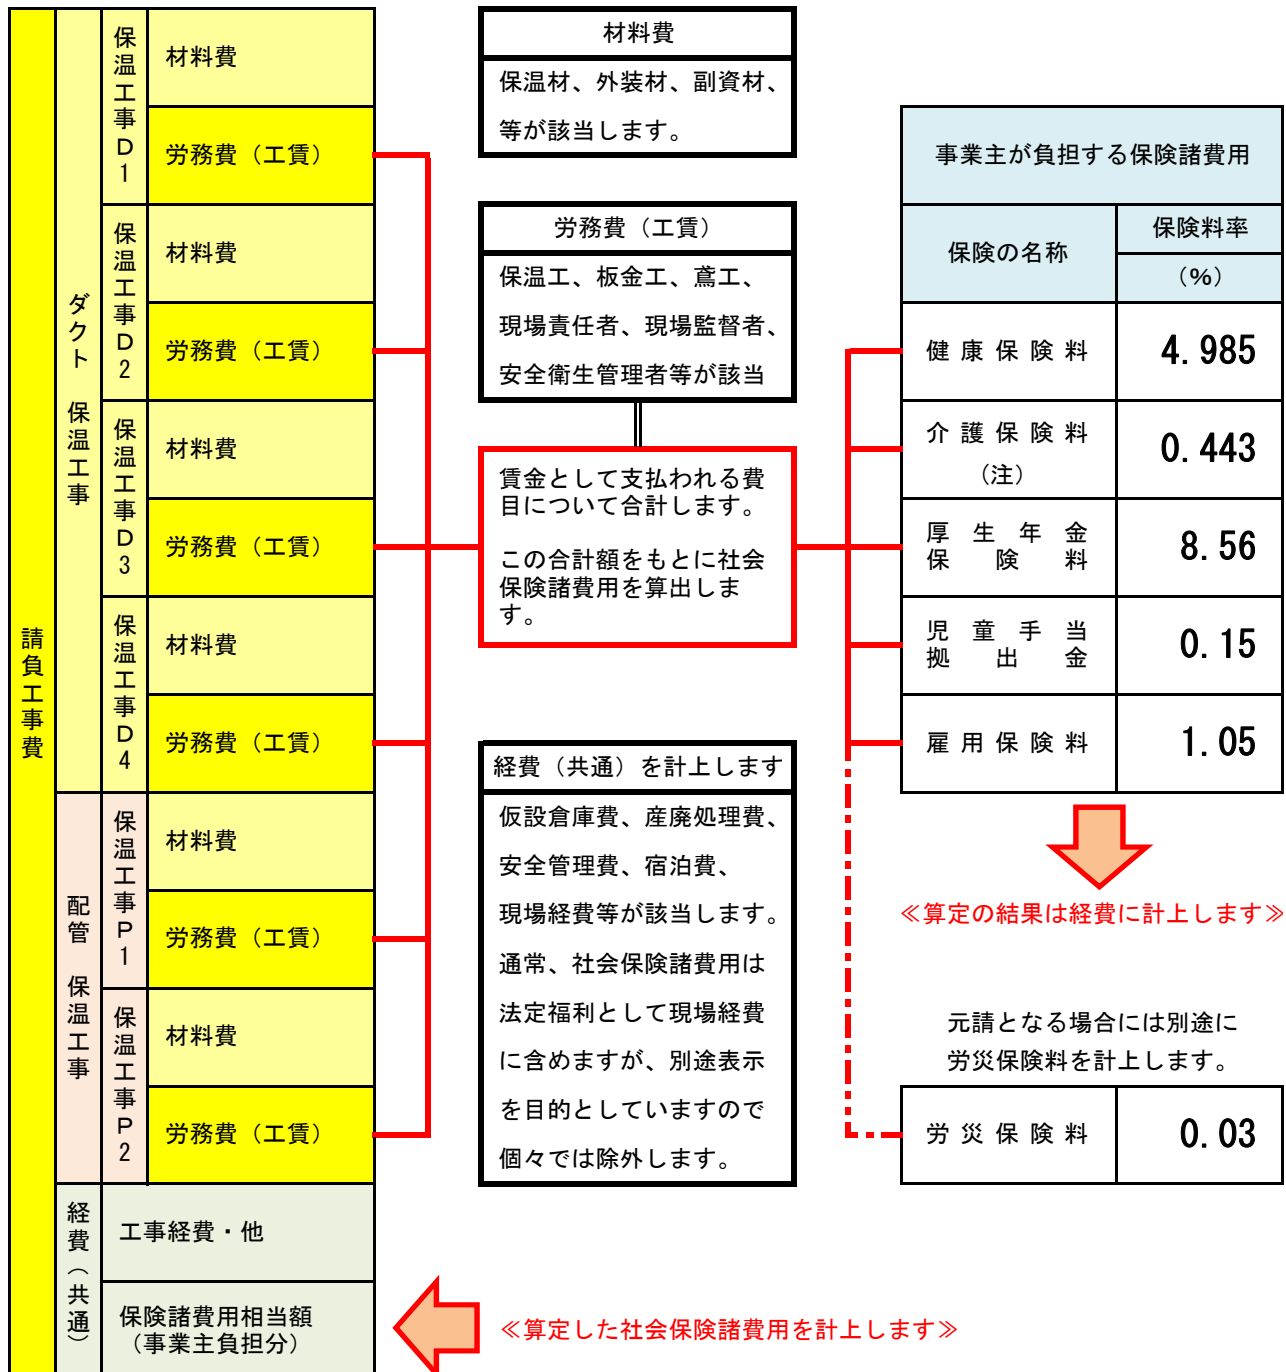 請負工事費
ダクト 保温工事
保温工事D1
材料費
労務費（工賃）
保温工事D2
材料費
労務費（工賃）
保温工事D3
材料費
労務費（工賃）
保温工事D4
材料費
労務費（工賃）
配管 保温工事
保温工事P1
材料費
労務費（工賃）
保温工事P2
材料費
労務費（工賃）
経費（共通）
工事経費・他
保険諸費用相当額
（事業主負担分）
材料費
保温材、外装材、副資材、
等が該当します。
労務費（工賃）
保温工、板金工、鳶工、
現場責任者、現場監督者、
安全衛生管理者等が該当
賃金として支払われる費
目について合計します。
この合計額をもとに社会
保険諸費用を算出しま
す。
経費（共通）を計上します
仮設倉庫費、産廃処理費、
安全管理費、宿泊費、
現場経費等が該当します。
通常、社会保険諸費用は
法定福利として現場経費
に含めますが、別途表示
を目的としていますので
個々では除外します。
事業主が負担する保険諸費用
保険の名称
保険料率
（%）
健康保険料
4.985
介護保険料
（注）
0.443
厚生年金
保険料
8.56
児童手当
拠出金
0.15
雇用保険料
1.05
≪算定の結果は経費に計上します≫
元請となる場合には別途に
労災保険料を計上します。
労災保険料
0.03
≪算定した社会保険諸費用を計上します≫